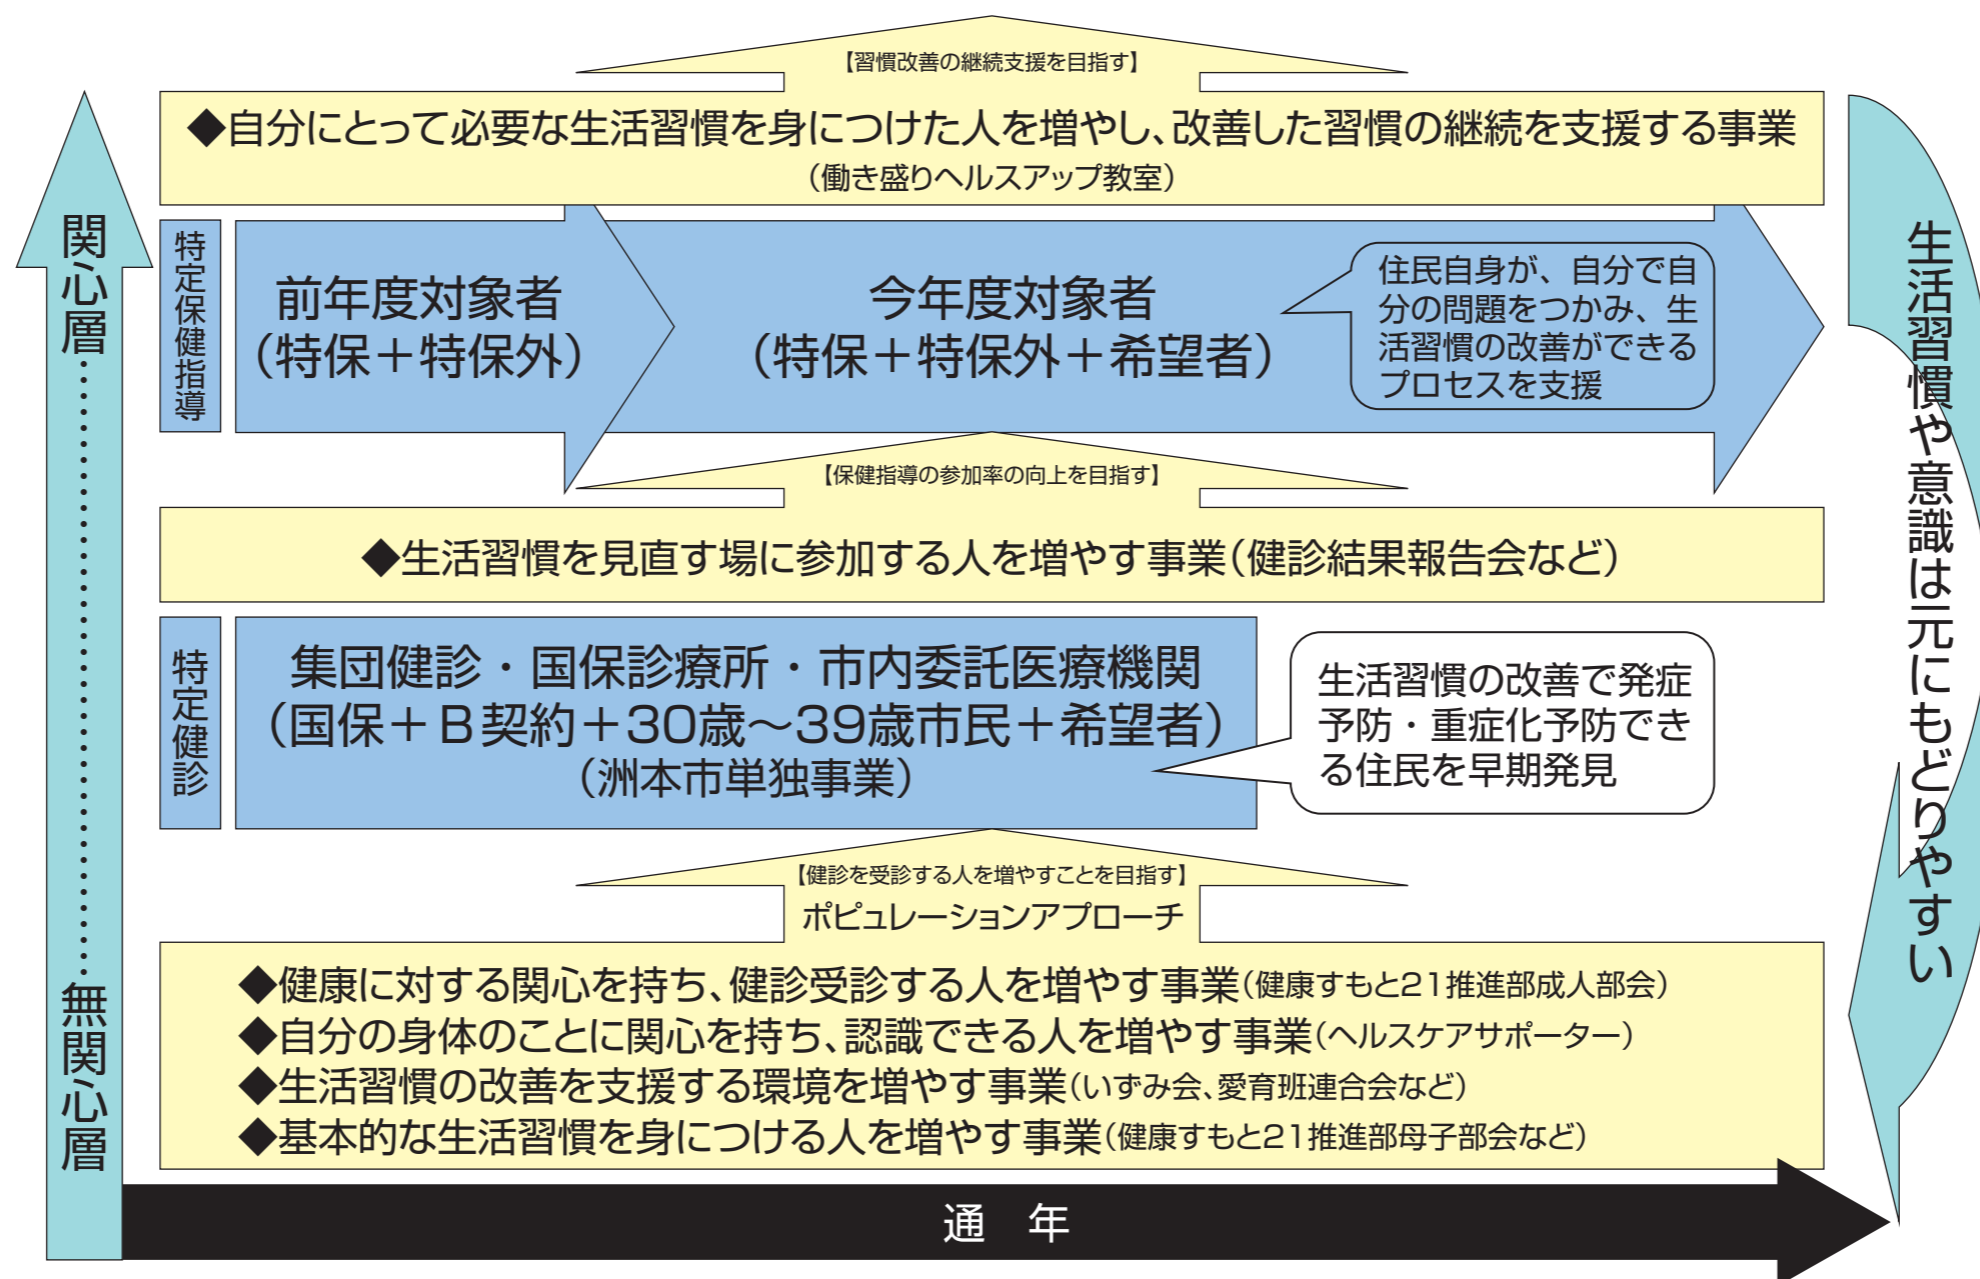 【習慣改善の継続支援を目指す】
◆自分にとって必要な生活習慣を身につけた人を増やし、改善した習慣の継続を支援する事業
（働き盛りヘルスアップ教室）
関心層
特定保健指導
前年度対象者
（特保＋特保外）
今年度対象者
（特保＋特保外＋希望者）
住民自身が、自分で自
分の問題をつかみ、生
活習慣の改善ができる
プロセスを支援
【保健指導の参加率の向上を目指す】
◆生活習慣を見直す場に参加する人を増やす事業（健診結果報告会など）
特定健診
集団健診・国保診療所・市内委託医療機関
（国保＋Ｂ契約＋30歳～39歳市民＋希望者）
（洲本市単独事業）
生活習慣の改善で発症
予防・重症化予防でき
る住民を早期発見
【健診を受診する人を増やすことを目指す】
ポピュレーションアプローチ
◆健康に対する関心を持ち、健診受診する人を増やす事業（健康すもと21推進部成人部会）
◆自分の身体のことに関心を持ち、認識できる人を増やす事業（ヘルスケアサポーター）
◆生活習慣の改善を支援する環境を増やす事業（いずみ会、愛育班連合会など）
◆基本的な生活習慣を身につける人を増やす事業（健康すもと21推進部母子部会など）
無関心層
通　年
生活習慣や意識は元にもどりやすい